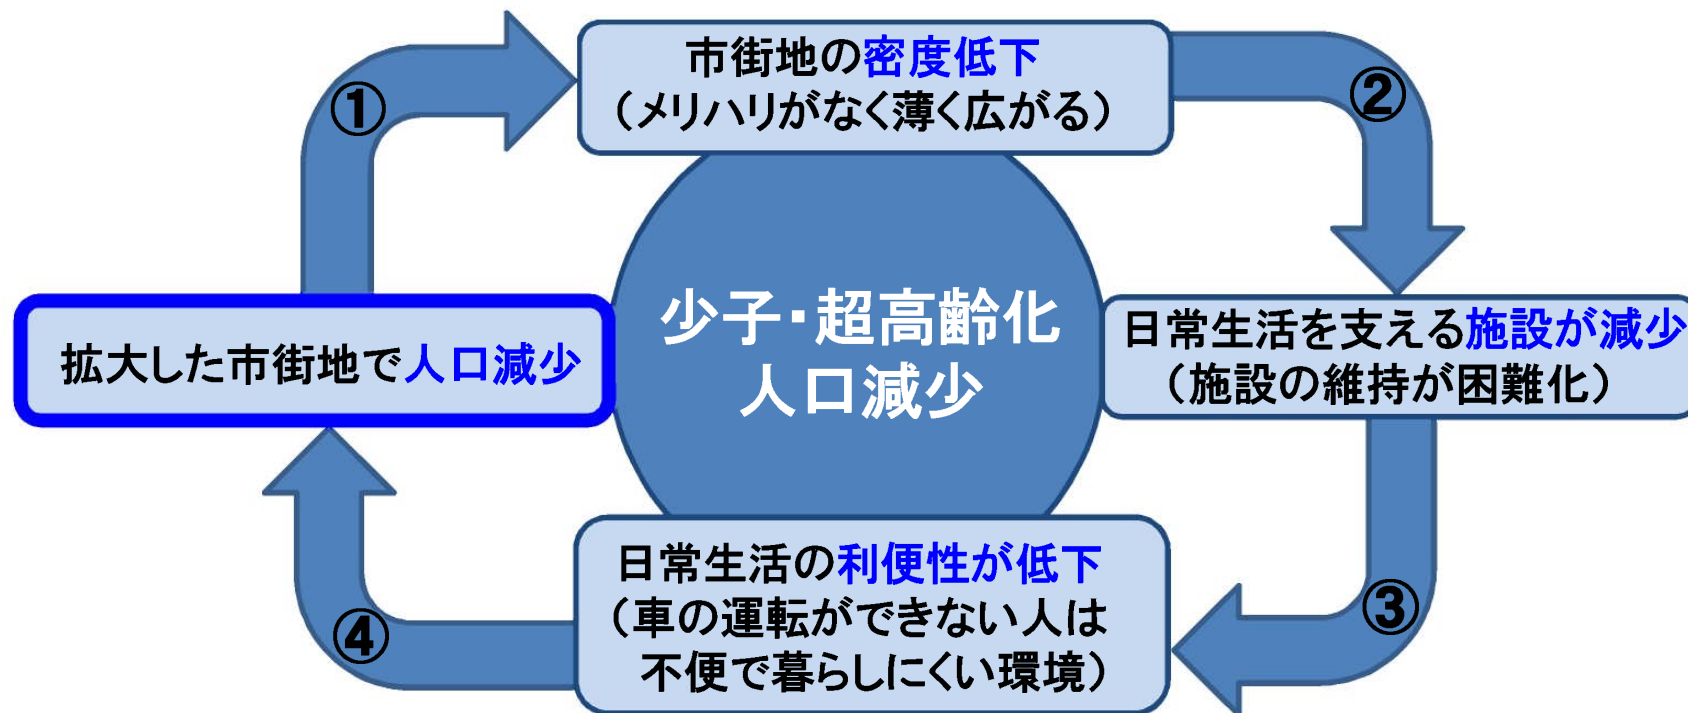 ①
市街地の密度低下
（メリハリがなく薄く広がる）
②
拡大した市街地で人口減少
少子・超高齢化
人口減少
日常生活を支える施設が減少
（施設の維持が困難化）
③
日常生活の利便性が低下
（車の運転ができない人は
不便で暮らしにくい環境）
④